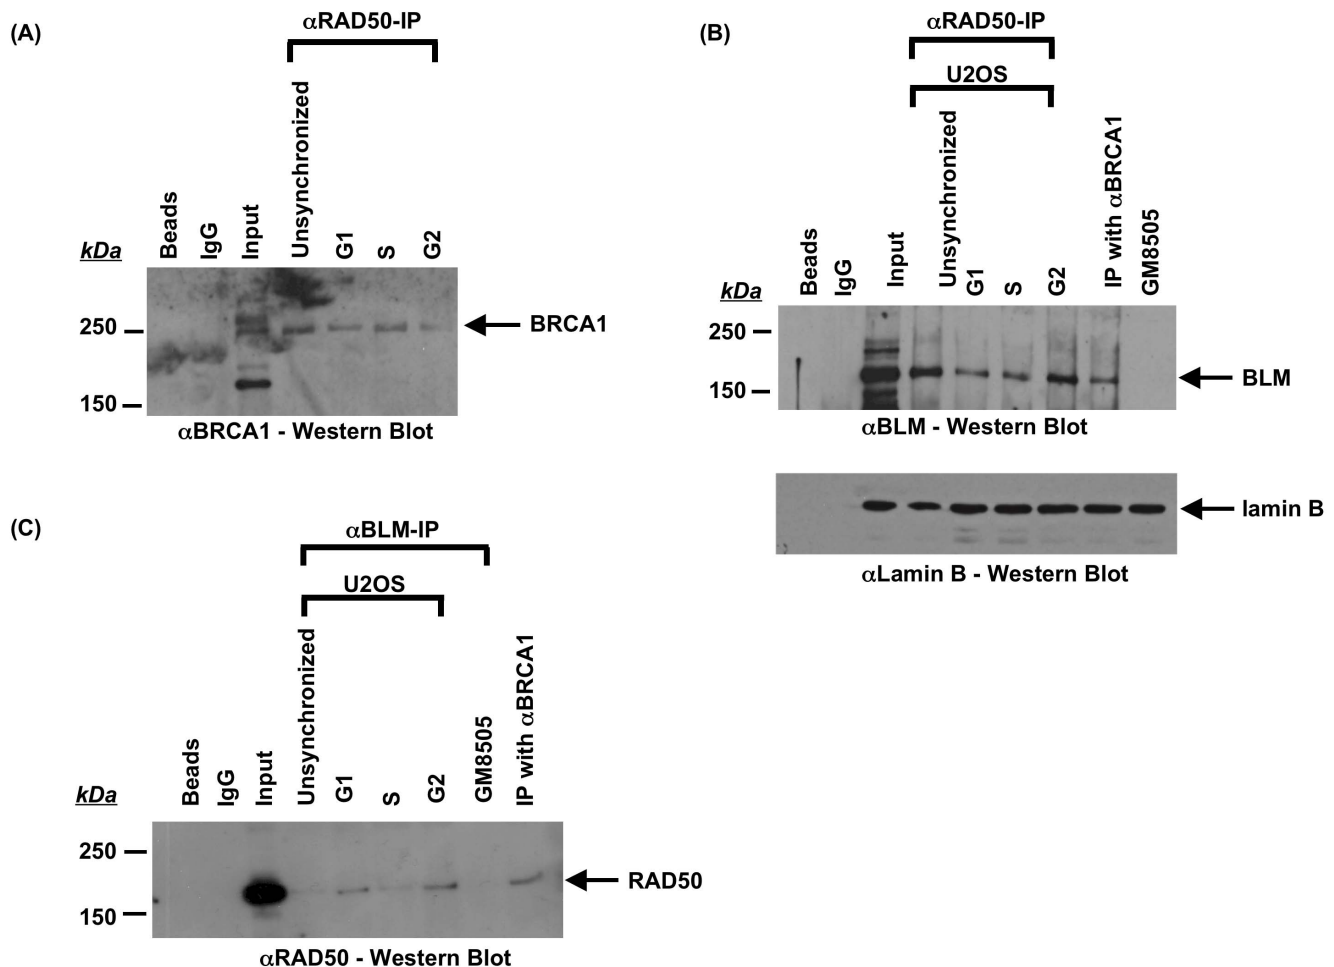 (A)
αRAD50-IP
Beads
IgG
Input
Unsynchronized
G1
S
G2
kDa
250
150
BRCA1
αBRCA1 - Western Blot
(B)
αRAD50-IP
U2OS
Beads
IgG
Input
Unsynchronized
G1
S
G2
IP with αBRCA1
GM8505
kDa
250
150
BLM
αBLM - Western Blot
lamin B
αLamin B - Western Blot
(C)
αBLM-IP
U2OS
Beads
IgG
Input
Unsynchronized
G1
S
G2
GM8505
IP with αBRCA1
kDa
250
150
RAD50
αRAD50 - Western Blot